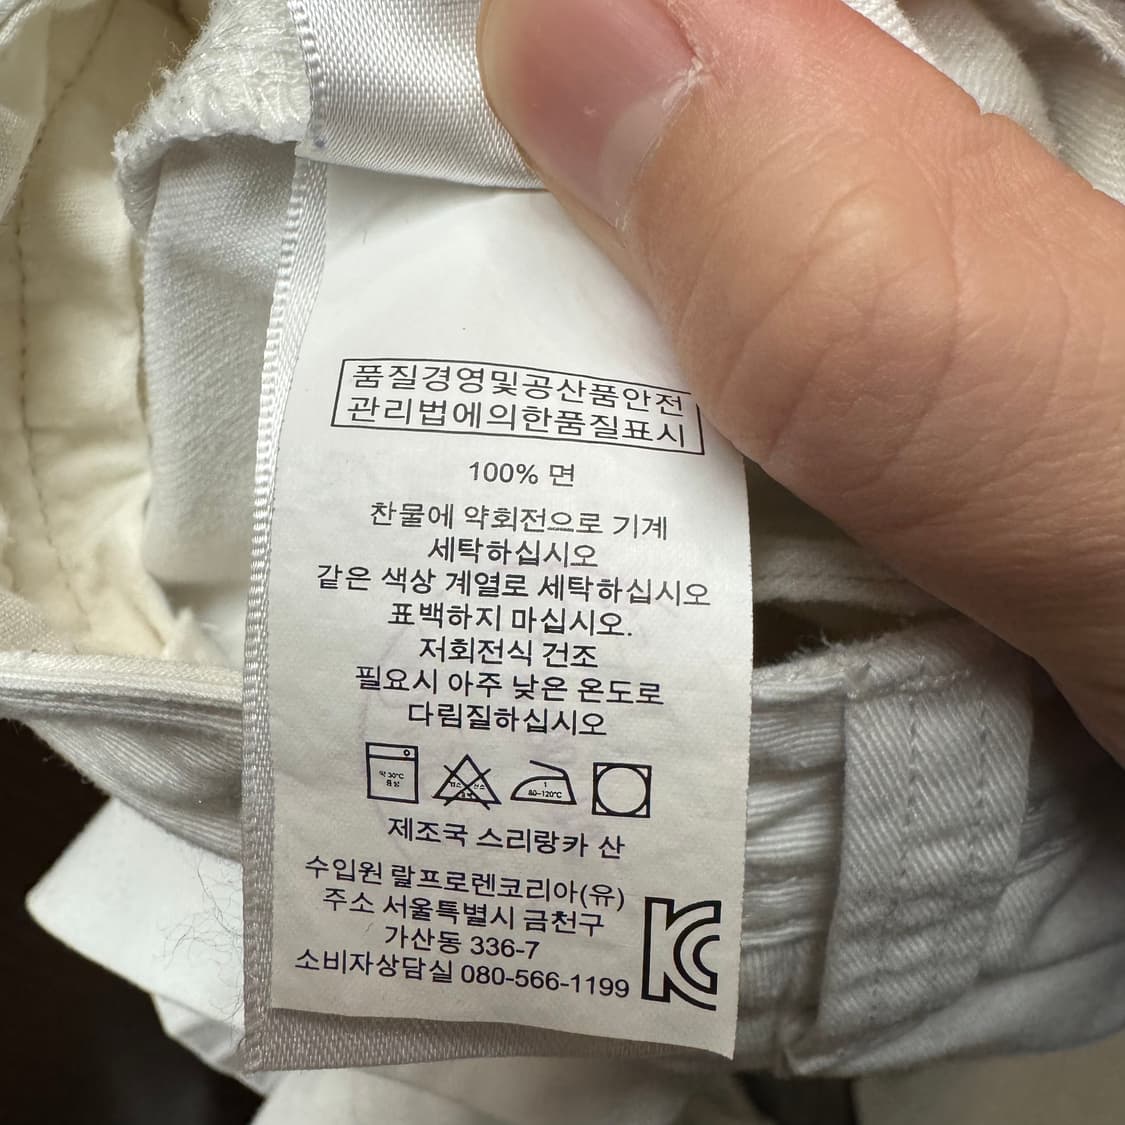 품질경영및공산품안전
관리법에의한품질표시
100% 면
찬물에 약회전으로 기계
세탁하십시오
같은 색상 계열로 세탁하십시오
표백하지 마십시오.
저회전식 건조
필요시 아주 낮은 온도로
다림질하십시오
약 30°C
중성
1
80~120°C
제조국 스리랑카 산
수입원 랄프로렌코리아(유)
주소 서울특별시 금천구
가산동 336-7
소비자상담실 080-566-1199